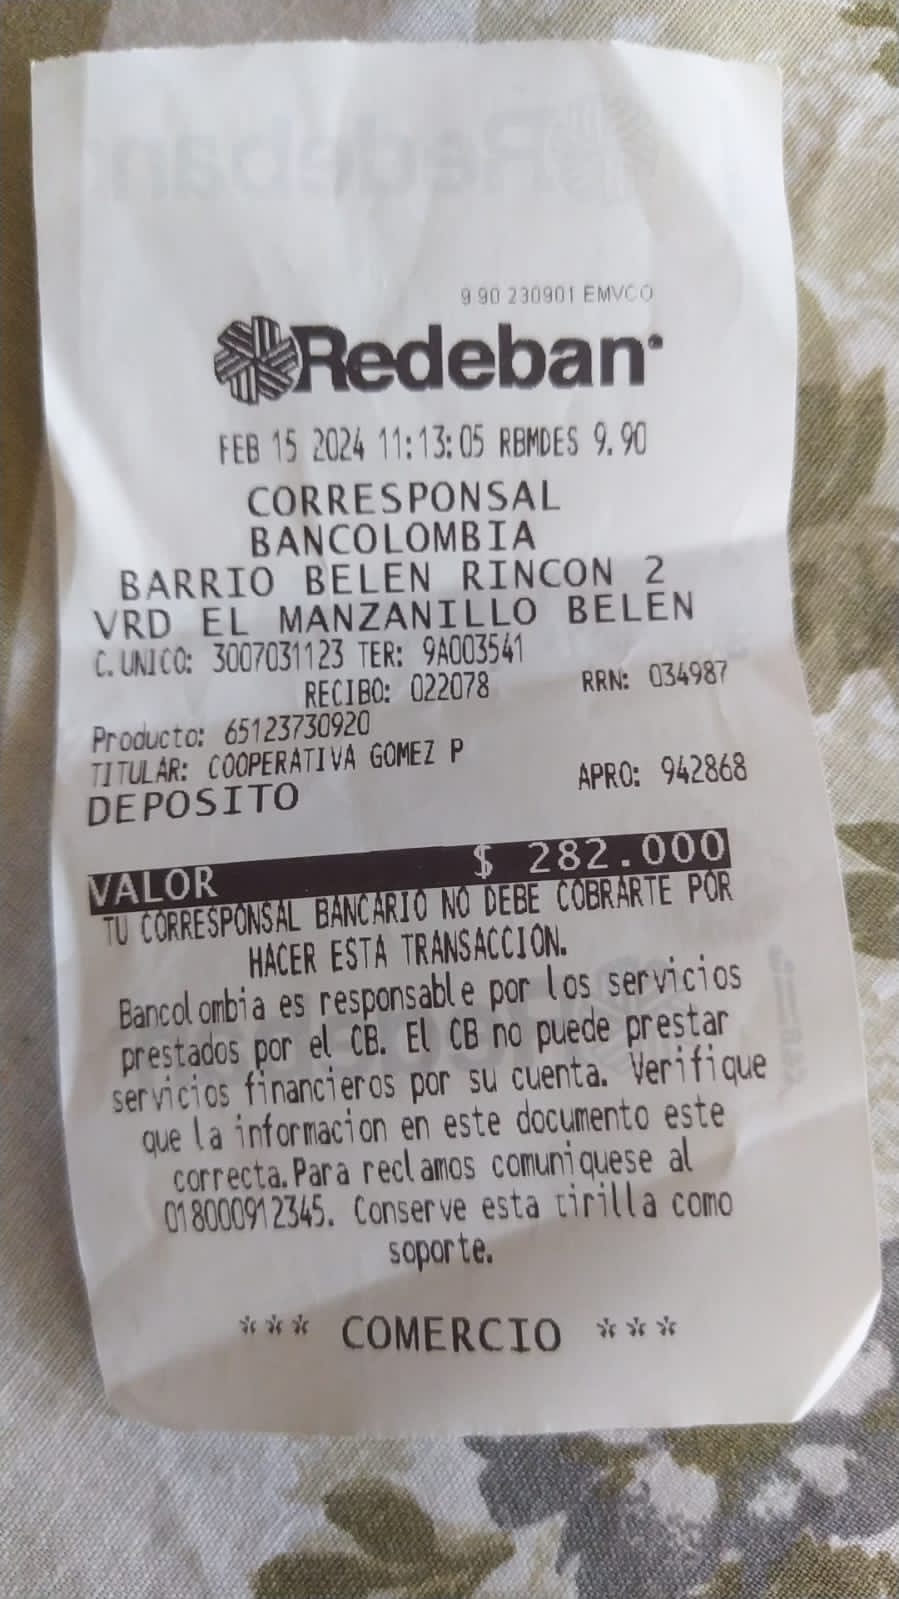 9.90 230901 EMVCO
Redeban
FEB 15 2024 11:13:05 RBMDES 9.90
CORRESPONSAL
BANCOLOMBIA
BARRIO BELEN RINCON 2
VRD EL MANZANILLO BELEN
C. UNICO: 3007031123 TER: 9A003541
RECIBO: 022078 RRN: 034987
Producto: 65123730920
TITULAR: COOPERATIVA GOMEZ P
DEPOSITO APRO: 942868
VALOR $ 282.000
TU CORRESPONSAL BANCARIO NO DEBE COBRARTE POR
HACER ESTA TRANSACCION.
Bancolombia es responsable por los servicios
prestados por el CB. El CB no puede prestar
servicios financieros por su cuenta. Verifique
que la informacion en este documento este
correcta. Para reclamos comuniquese al
018000912345. Conserve esta tirilla como
soporte.
*** COMERCIO ***